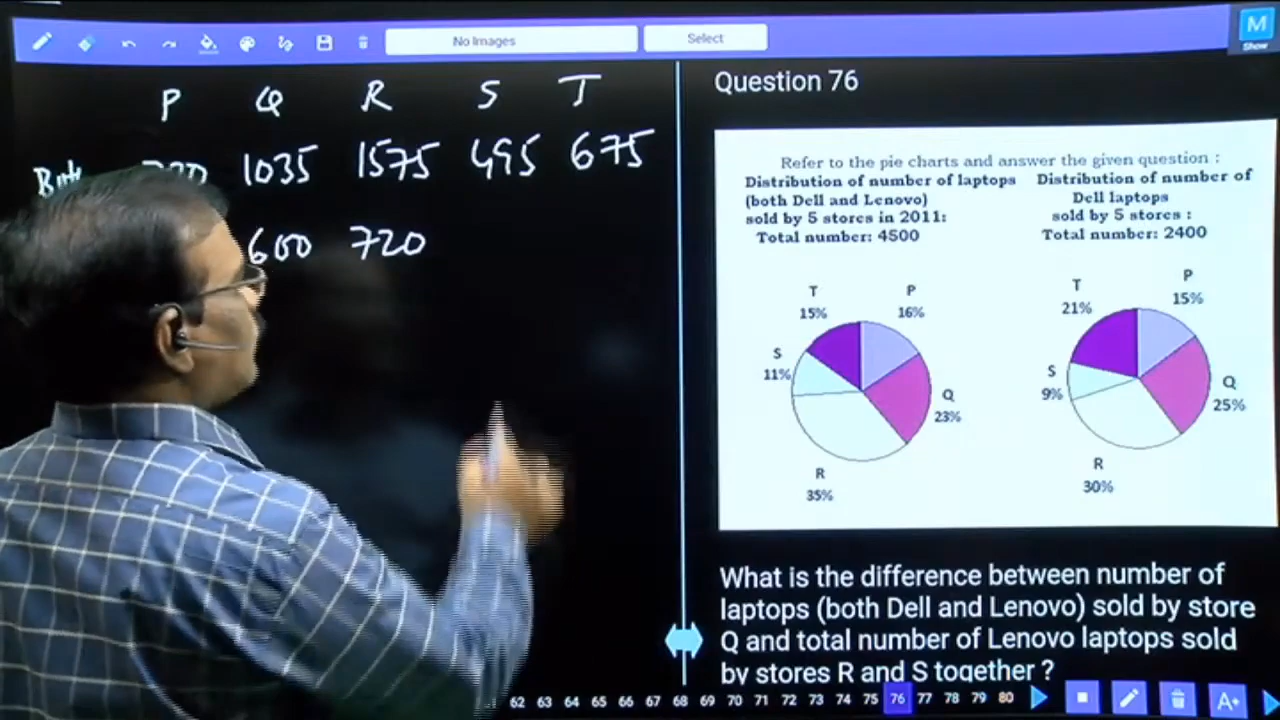 No Images
Select
M
Show
P Q R S T
1035 1575 495 675
600 720
Question 76
Refer to the pie charts and answer the given question :
Distribution of number of laptops
(both Dell and Lenovo)
sold by 5 stores in 2011:
Total number: 4500
Distribution of number of
Dell laptops
sold by 5 stores :
Total number: 2400
T
15%
P
16%
S
11%
Q
23%
R
35%
T
21%
P
15%
S
9%
Q
25%
R
30%
What is the difference between number of
laptops (both Dell and Lenovo) sold by store
Q and total number of Lenovo laptops sold
by stores R and S together ?
62 63 64 65 66 67 68 69 70 71 72 73 74 75 76 77 78 79 80
A+